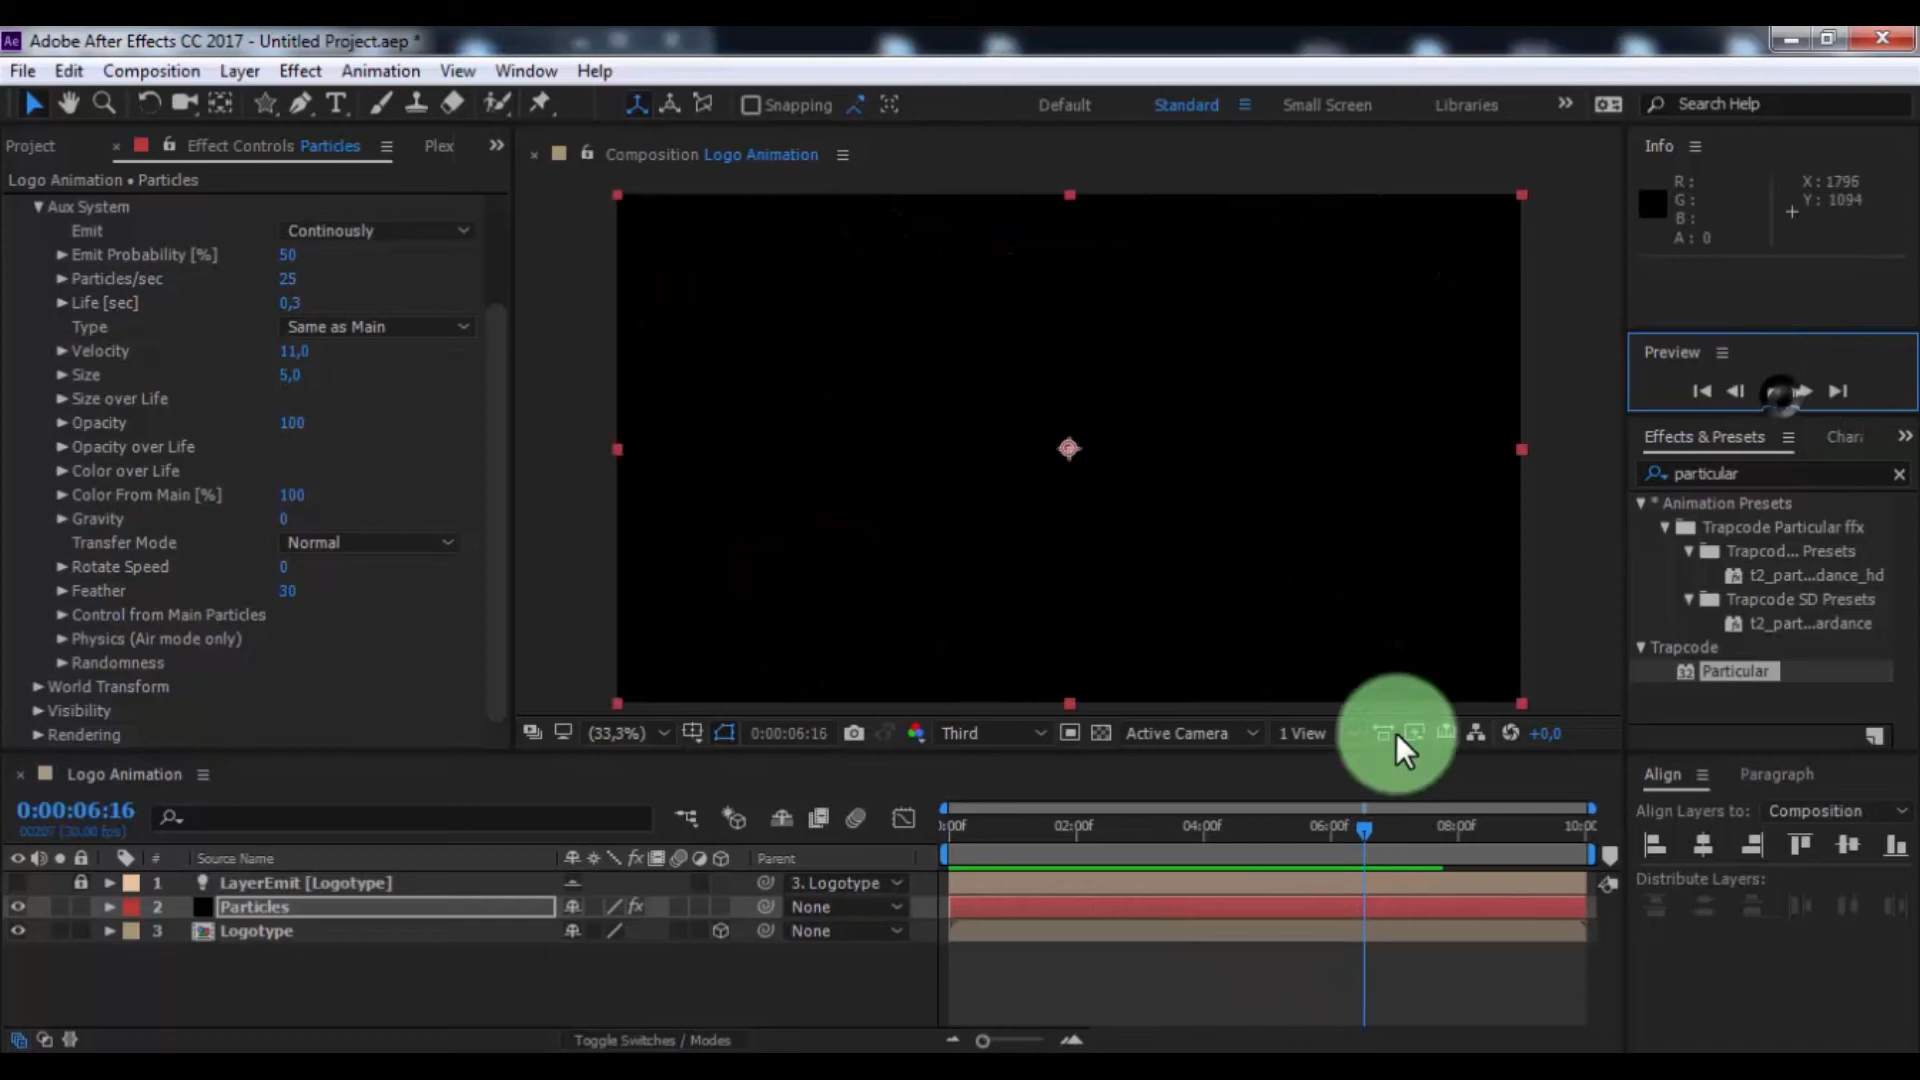 Ae Adobe After Effects CC 2017 - Untitled Project.aep *
File Edit Composition Layer Effect Animation View Window Help
T Snapping Default Standard Small Screen Libraries Search Help
Project Effect Controls Particles Plex
Composition Logo Animation
Info
Logo Animation • Particles
R: X: 1796
G: Y: 1094
B:
A: 0
Aux System
Emit Continously
Emit Probability [%] 50
Particles/sec 25
Life [sec] 0,3
Type Same as Main
Velocity 11,0
Size 5,0
Size over Life
Opacity 100
Opacity over Life
Color over Life
Color From Main [%] 100
Gravity 0
Transfer Mode Normal
Rotate Speed 0
Feather 30
Control from Main Particles
Physics (Air mode only)
Randomness
World Transform
Visibility
Rendering
(33,3%) 0:00:06:16 Third Active Camera 1 View +0,0
Preview
Effects & Presets
particular
* Animation Presets
Trapcode Particular ffx
Trapcod... Presets
t2_part...dance_hd
Trapcode SD Presets
t2_part...ardance
Trapcode
32 Particular
Logo Animation
0:00:06:16
00207 (30.00 fps)
:00f 02:00f 04:00f 06:00f 08:00f
# Source Name fx Parent
1 LayerEmit [Logotype] 3. Logotype
2 Particles fx None
3 Logotype None
Toggle Switches / Modes
Align Paragraph
Align Layers to: Composition
Distribute Layers: